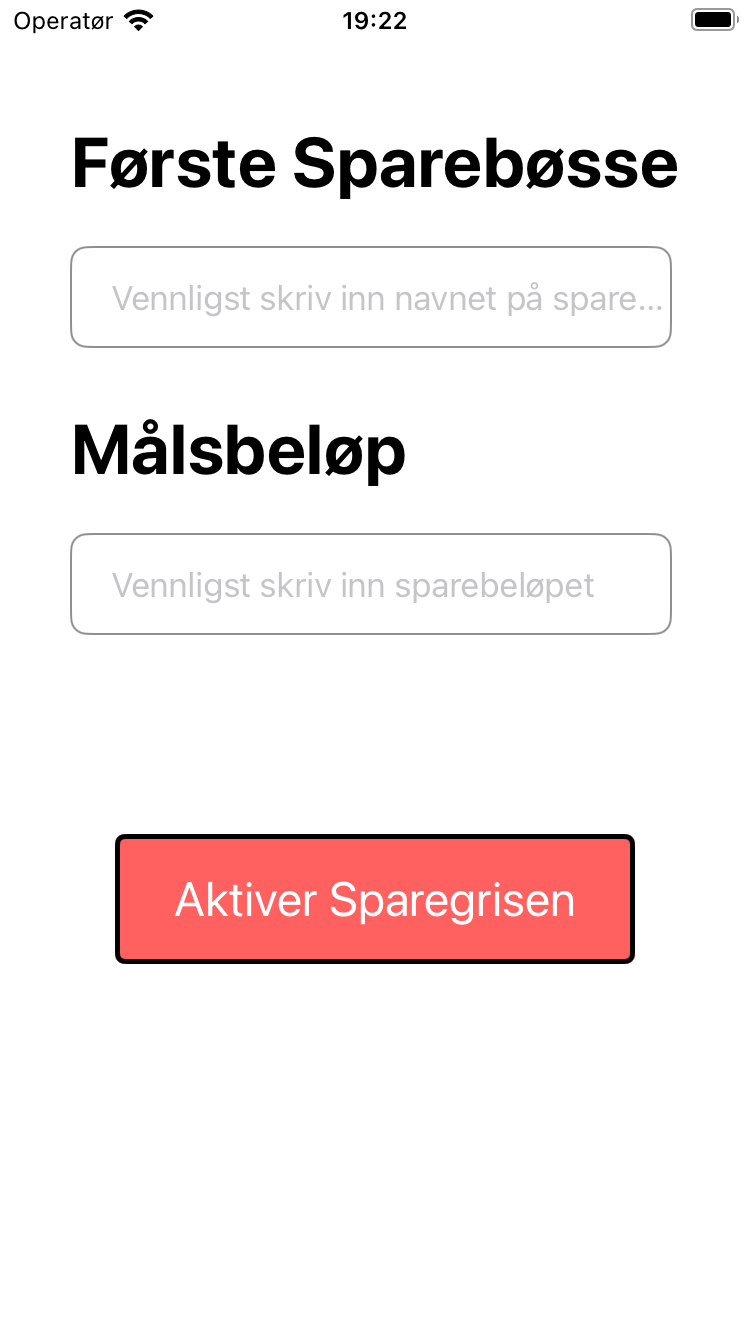 Operatør 19:22
Første Sparebøsse
Vennligst skriv inn navnet på spare...
Målsbeløp
Vennligst skriv inn sparebeløpet
Aktiver Sparegrisen